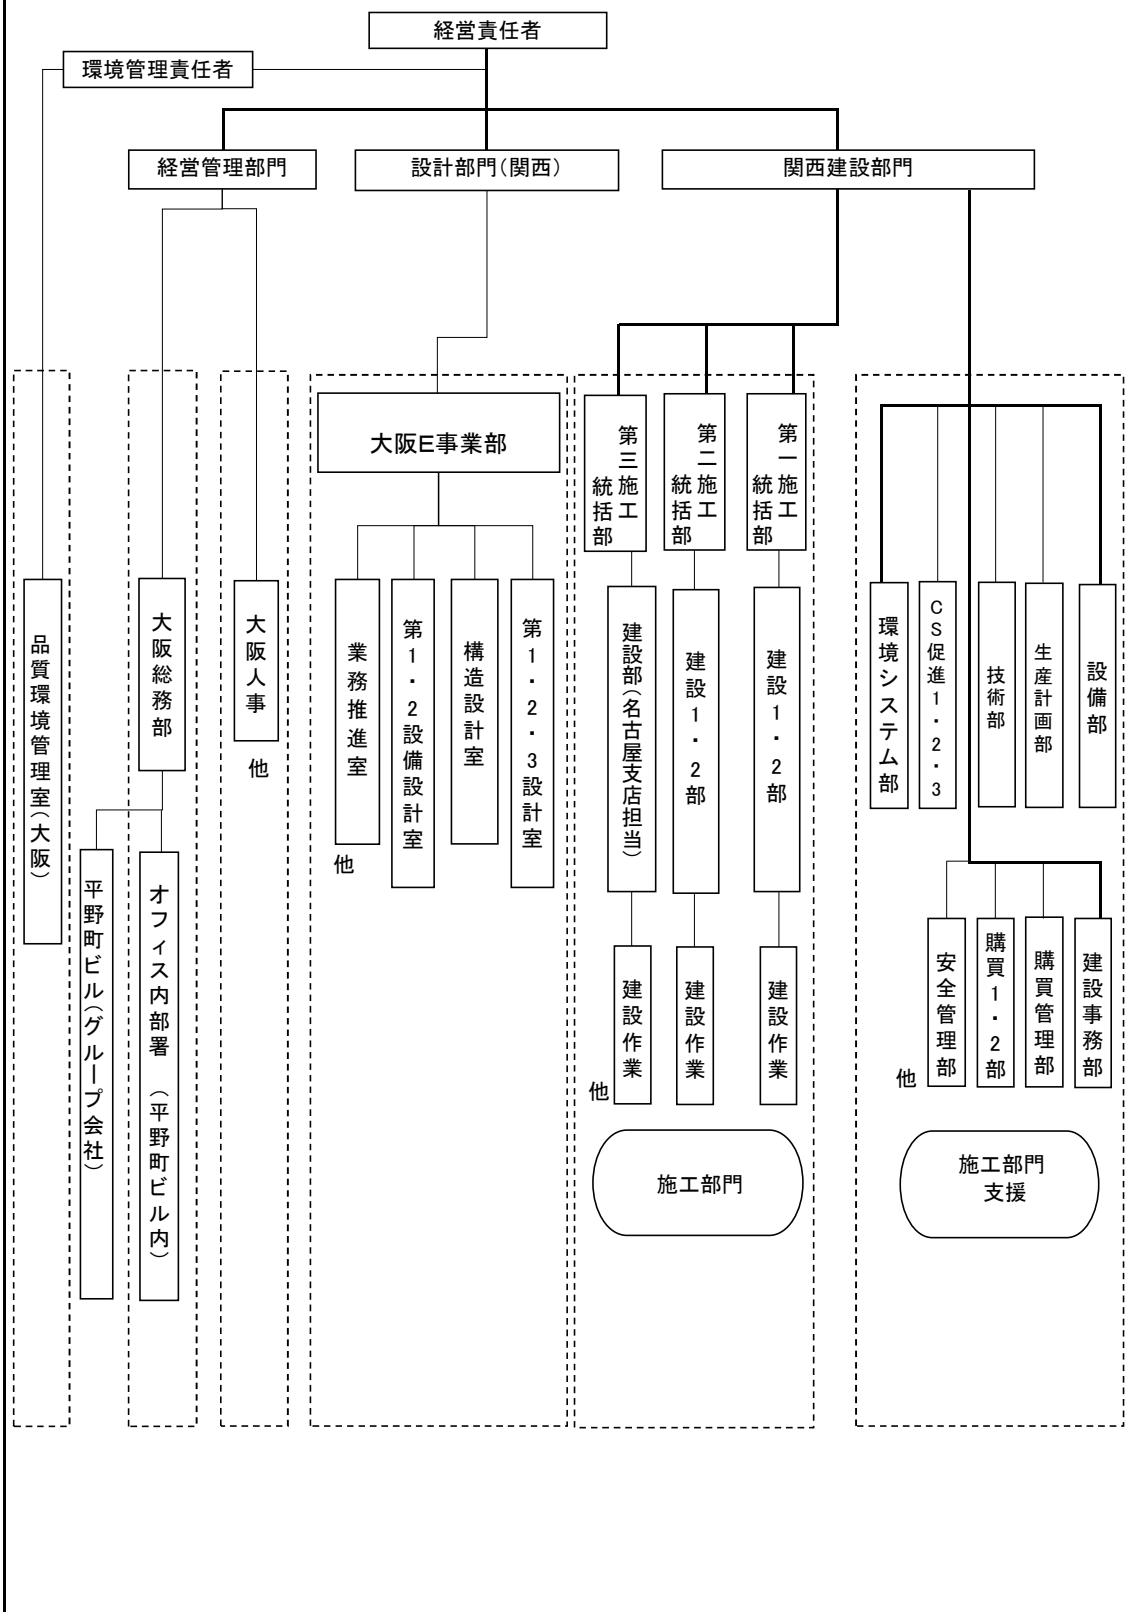 経営責任者
環境管理責任者
経営管理部門
設計部門(関西)
関西建設部門
大阪E事業部
第三施工
統括部
第二施工
統括部
第一施工
統括部
品質環境管理室(大阪)
大阪総務部
大阪人事
他
業務推進室
他
第1・2設備設計室
構造設計室
第1・2・3設計室
建設部(名古屋支店担当)
建設1・2部
建設1・2部
環境システム部
CS促進1・2・3
技術部
生産計画部
設備部
平野町ビル(グループ会社)
オフィス内部署 (平野町ビル内)
他
建設作業
建設作業
建設作業
他
安全管理部
購買1・2部
購買管理部
建設事務部
施工部門
施工部門
支援